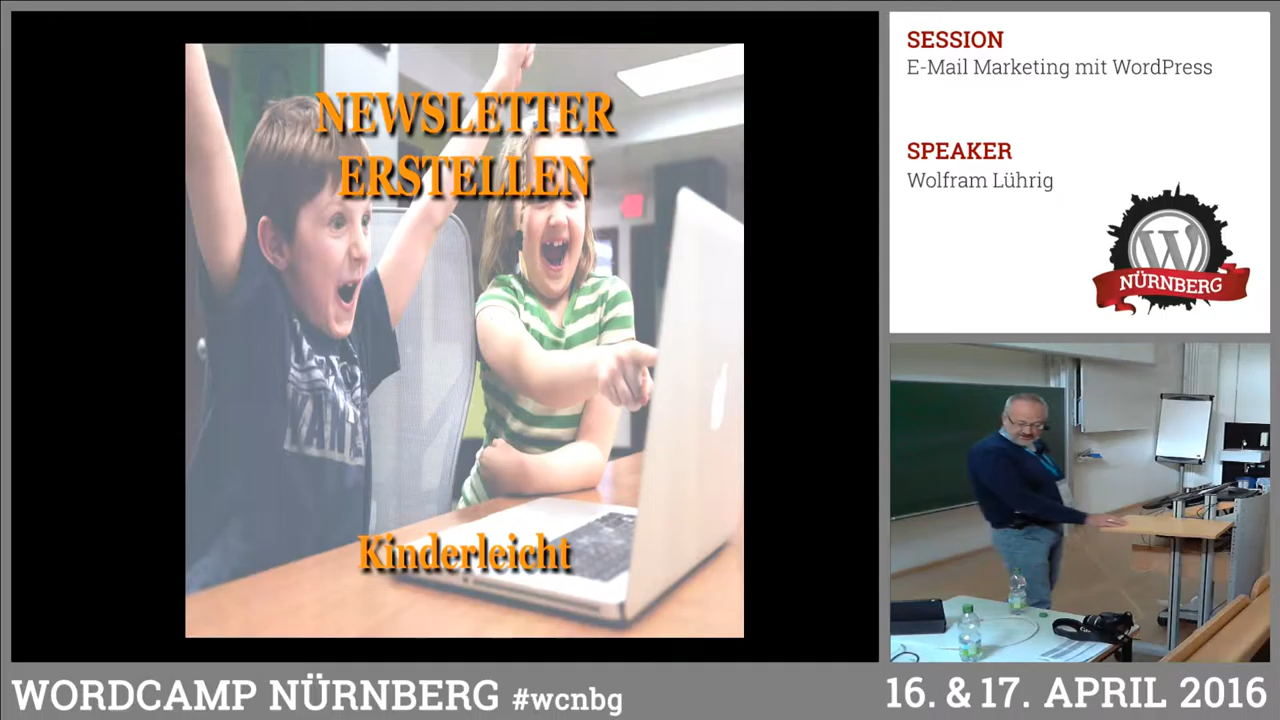 NEWSLETTER
ERSTELLEN
Kinderleicht
SESSION
E-Mail Marketing mit WordPress
SPEAKER
Wolfram Lührig
W
NÜRNBERG
WORDCAMP NÜRNBERG #wcnbg
16. & 17. APRIL 2016